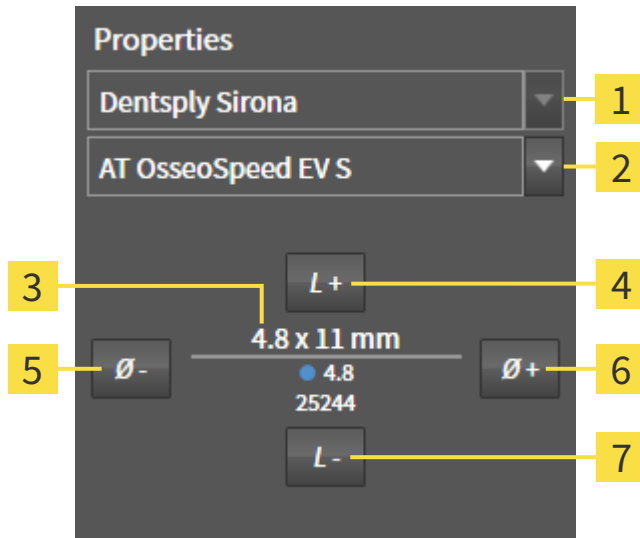 Properties
Dentsply Sirona
1
AT OsseoSpeed EV S
2
L +
4
3
4.8 x 11 mm
5
Ø -
4.8
Ø +
6
25244
L -
7